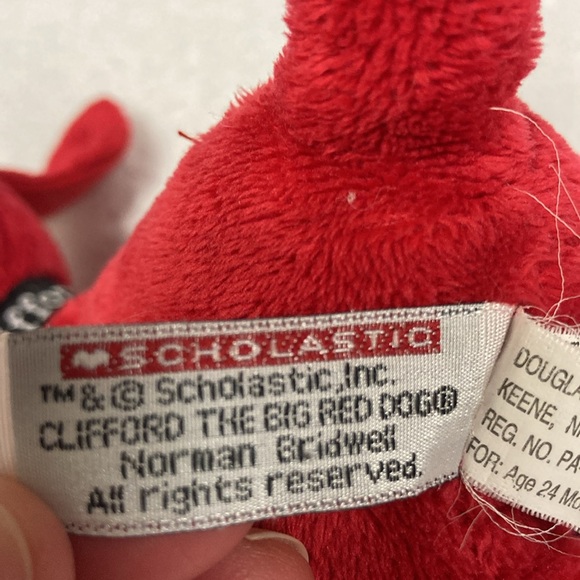 SCHOLASTIC
™ & © Scholastic, Inc.
CLIFFORD THE BIG RED DOG®
Norman Bridwell
All rights reserved.
DOUGLA
KEENE, N
REG. NO. PA
FOR: Age 24 Mo